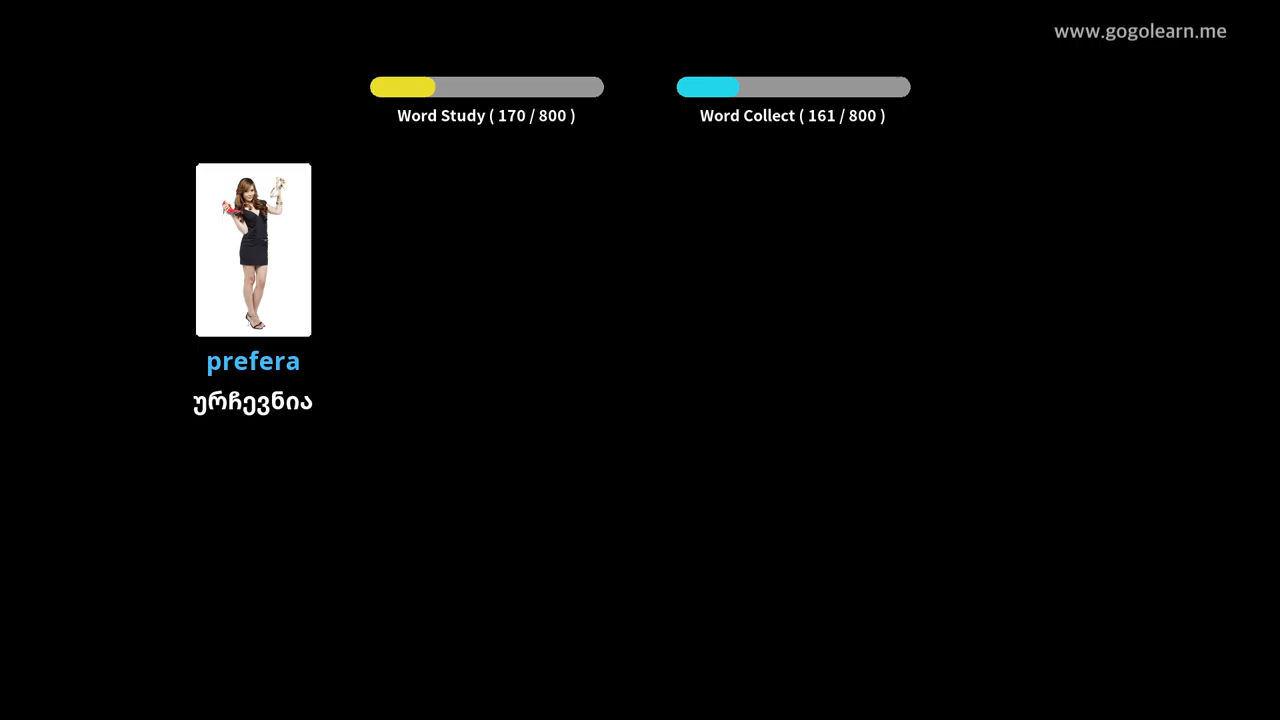 www.gogolearn.me
Word Study ( 170 / 800 )
Word Collect ( 161 / 800 )
prefera
ურჩევნია